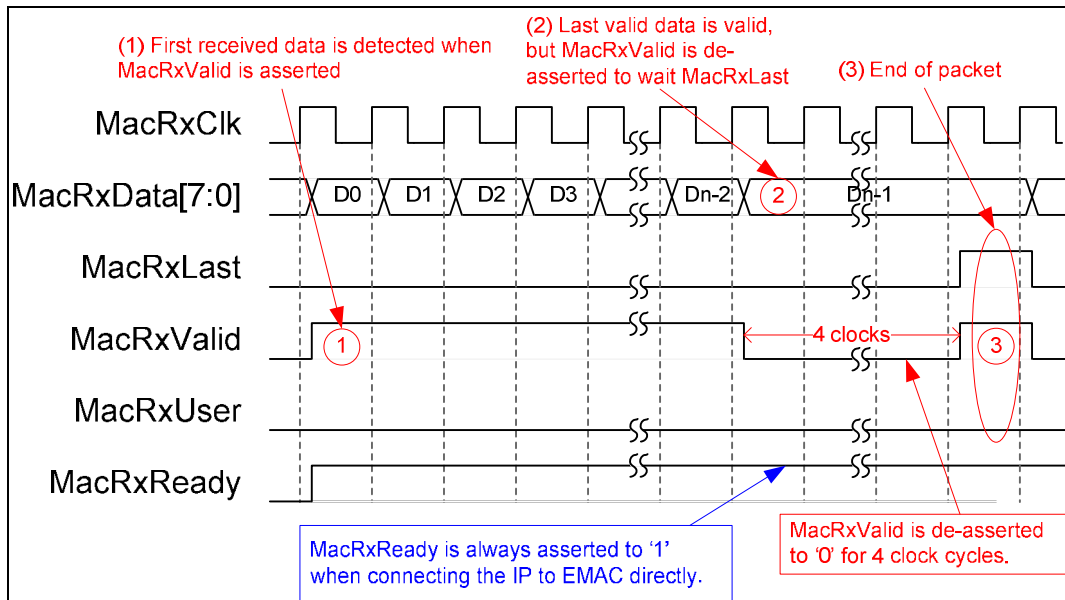 (1) First received data is detected when
MacRxValid is asserted
(2) Last valid data is valid,
but MacRxValid is de-
asserted to wait MacRxLast
(3) End of packet
MacRxClk
MacRxData[7:0]
D0
D1
D2
D3
Dn-2
2
Dn-1
MacRxLast
MacRxValid
1
4 clocks
3
MacRxUser
MacRxReady
MacRxReady is always asserted to ‘1’
when connecting the IP to EMAC directly.
MacRxValid is de-asserted
to ‘0’ for 4 clock cycles.